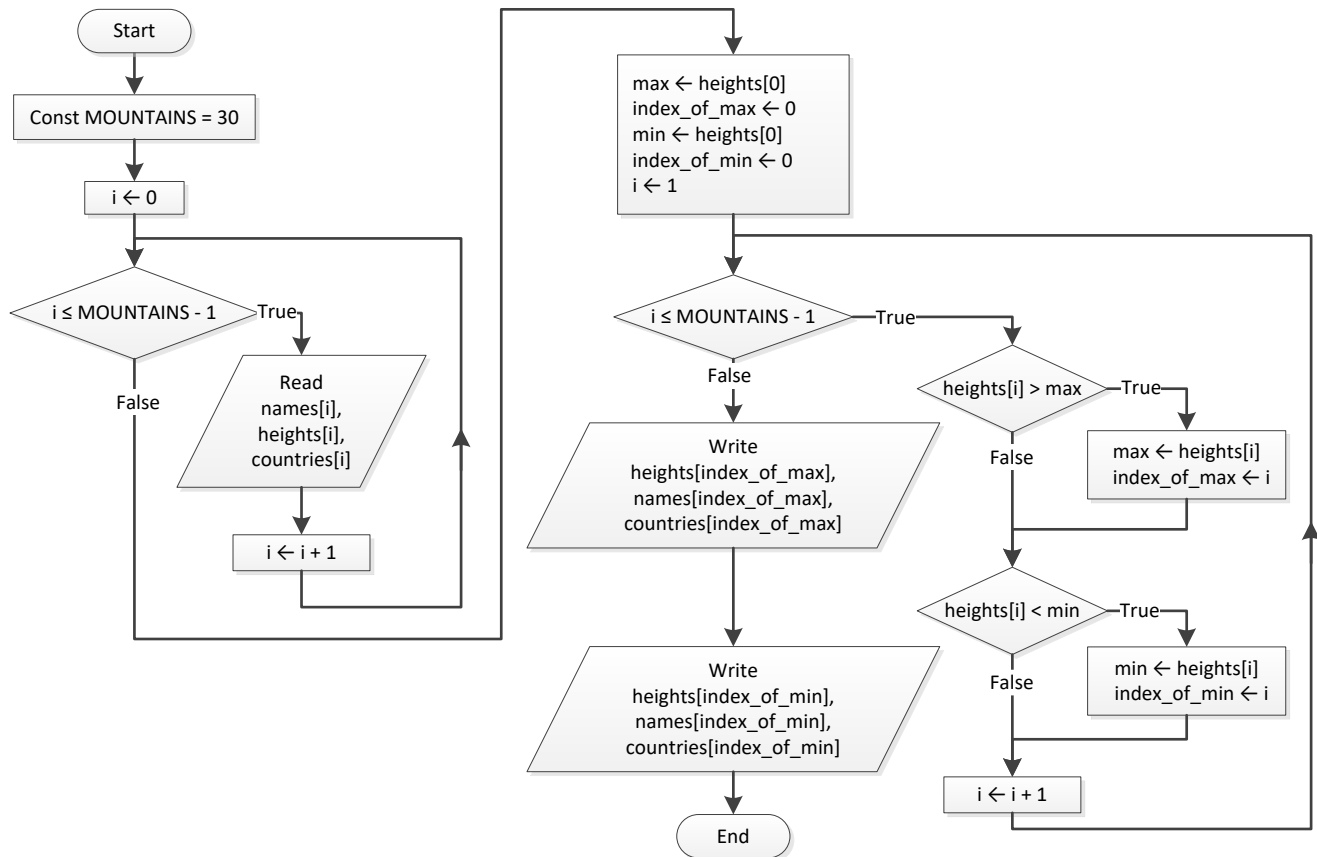 Start
Const MOUNTAINS = 30
i ← 0
i ≤ MOUNTAINS - 1
True
False
Read
names[i],
heights[i],
countries[i]
i ← i + 1
max ← heights[0]
index_of_max ← 0
min ← heights[0]
index_of_min ← 0
i ← 1
i ≤ MOUNTAINS - 1
True
False
heights[i] > max
True
False
max ← heights[i]
index_of_max ← i
heights[i] < min
True
False
min ← heights[i]
index_of_min ← i
i ← i + 1
Write
heights[index_of_max],
names[index_of_max],
countries[index_of_max]
Write
heights[index_of_min],
names[index_of_min],
countries[index_of_min]
End